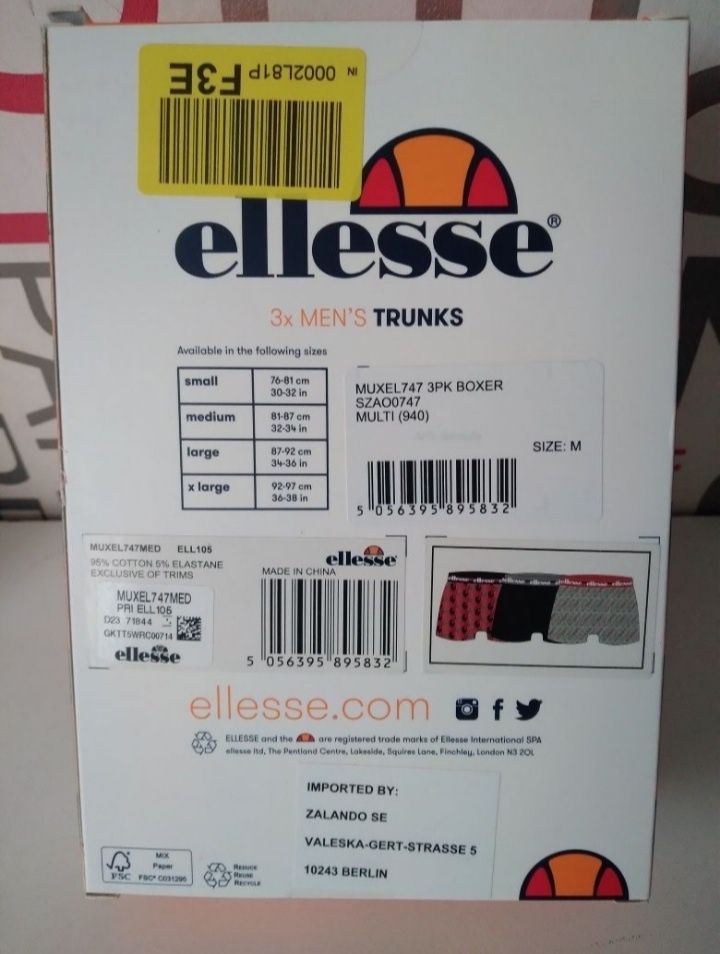 IN 0002L81P F3E
ellesse®
3x MEN'S TRUNKS
Available in the following sizes
small 76-81 cm
30-32 in
medium 81-87 cm
32-34 in
large 87-92 cm
34-36 in
x large 92-97 cm
36-38 in
MUXEL747 3PK BOXER
SZAO0747
MULTI (940)
SIZE: M
5 056395 895832
MUXEL747MED ELL105
95% COTTON 5% ELASTANE
EXCLUSIVE OF TRIMS
MUXEL747MED
PRI ELL105
D23 71844
GKTT5WRC00714
ellesse
ellesse
MADE IN CHINA
5 056395 895832
ellesse.com
ELLESSE and the are registered trade marks of Ellesse International SPA
ellesse ltd, The Pentland Centre, Lakeside, Squires Lane, Finchley, London N3 2QL
IMPORTED BY:
ZALANDO SE
VALESKA-GERT-STRASSE 5
10243 BERLIN
FSC
MIX
Paper
FSC® C031295
REDUCE
REUSE
RECYCLE